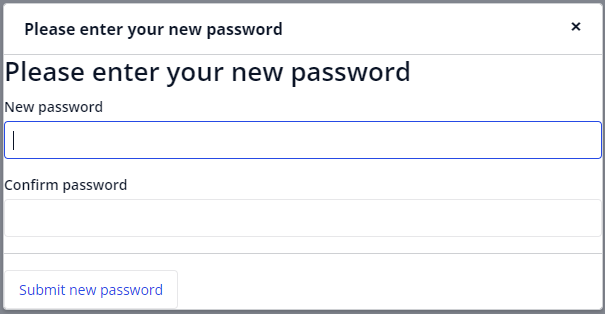 Please enter your new password ×
Please enter your new password
New password
Confirm password
Submit new password